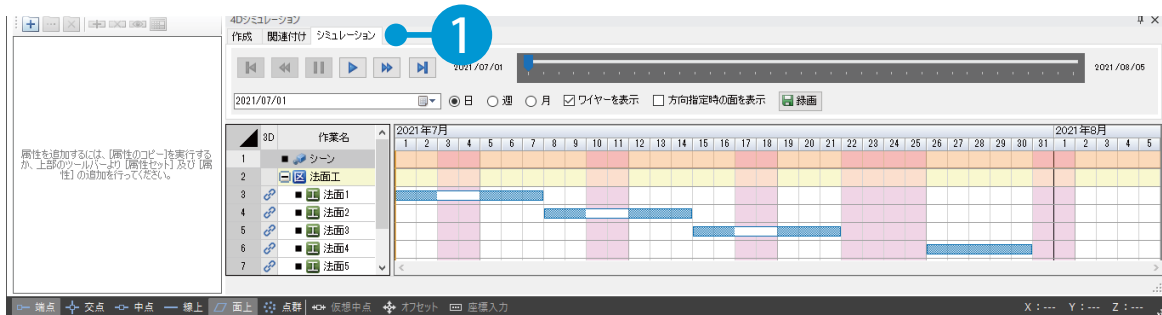 4Dシミュレーション
作成 関連付け シミュレーション
1
2021/07/01
2021/08/05
2021/07/01
日 週 月 ワイヤーを表示 方向指定時の面を表示 録画
属性を追加するには、[属性のコピー]を実行する
か、上部のツールバーより [属性セット] 及び [属
性] の追加を行ってください。
3D 作業名
2021年7月 2021年8月
1 2 3 4 5 6 7 8 9 10 11 12 13 14 15 16 17 18 19 20 21 22 23 24 25 26 27 28 29 30 31 1 2 3 4 5
1 シーン
2 法面工
3 法面1
4 法面2
5 法面3
6 法面4
7 法面5
端点 交点 中点 線上 面上 点群 仮想中点 オフセット 座標入力 X : --- Y : --- Z : ---